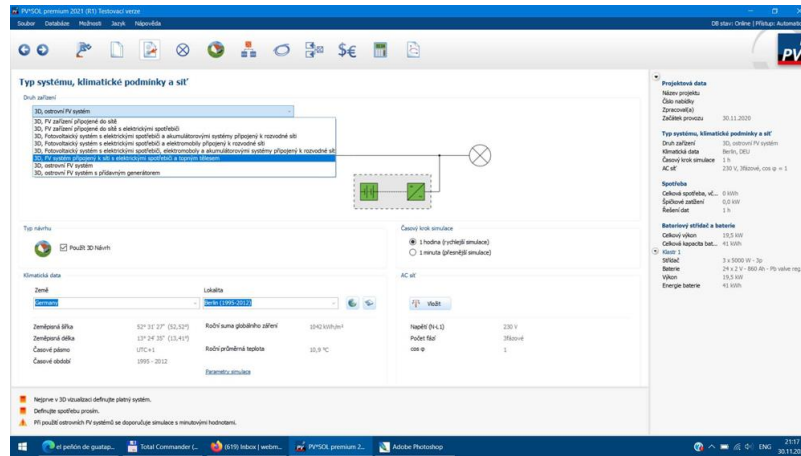 PV*SOL premium 2021 (R1) Testovací verze
Soubor Databáze Možnosti Jazyk Nápověda
DB stav: Online | Přístup: Automatic
PV
Typ systému, klimatické podmínky a síť
Druh zařízení
3D, ostrovní FV systém
3D, FV zařízení připojené do sítě
3D, FV zařízení připojené do sítě s elektrickými spotřebiči
3D, Fotovoltaický systém s elektrickými spotřebiči a akumulátorovými systémy připojený k rozvodné síti
3D, Fotovoltaický systém s elektrickými spotřebiči a elektromobily připojený k rozvodné síti
3D, Fotovoltaický systém s elektrickými spotřebiči, elektromobily a akumulátorovými systémy připojený k rozvodné sít
3D, FV systém připojený k síti s elektrickými spotřebiči a topným tělesem
3D, ostrovní FV systém
3D, ostrovní FV systém s přídavným generátorem
Typ návrhu
Použít 3D Návrh
Časový krok simulace
1 hodina (rychlejší simulace)
1 minuta (přesnější simulace)
Klimatická data
Země
Lokalita
Germany
Berlin (1995-2012)
Zeměpisná šířka 52° 31' 27" (52,52°)
Zeměpisná délka 13° 24' 35" (13,41°)
Časové pásmo UTC+1
Časové období 1995 - 2012
Roční suma globálního záření 1042 kWh/m²
Roční průměrná teplota 10,9 °C
Parametry simulace
AC síť
Vložit
Napětí (N-L1) 230 V
Počet fází 3fázové
cos φ 1
Nejprve v 3D vizualizaci definujte platný systém.
Definujte spotřebu prosím.
Při použití ostrovních FV systémů se doporučuje simulace s minutovými hodnotami.
Projektová data
Název projektu
Číslo nabídky
Zpracoval(a)
Začátek provozu 30.11.2020
Typ systému, klimatické podmínky a síť
Druh zařízení 3D, ostrovní FV systém
Klimatická data Berlin, DEU
Časový krok simulace 1 h
AC síť 230 V, 3fázové, cos φ = 1
Spotřeba
Celková spotřeba, vč... 0 kWh
Špičkové zatížení 0,0 kW
Řešení dat 1 h
Bateriový střídač a baterie
Celkový výkon 19,5 kW
Celková kapacita bat... 41 kWh
Klastr 1
Střídač 3 x 5000 W - 3p
Baterie 24 x 2 V - 860 Ah - Pb valve reg
Výkon 19,5 kW
Energie baterie 41 kWh
el peñón de guatap...
Total Commander (...
(619) Inbox | webm...
PV*SOL premium 2...
Adobe Photoshop
ENG
21:17
30.11.20